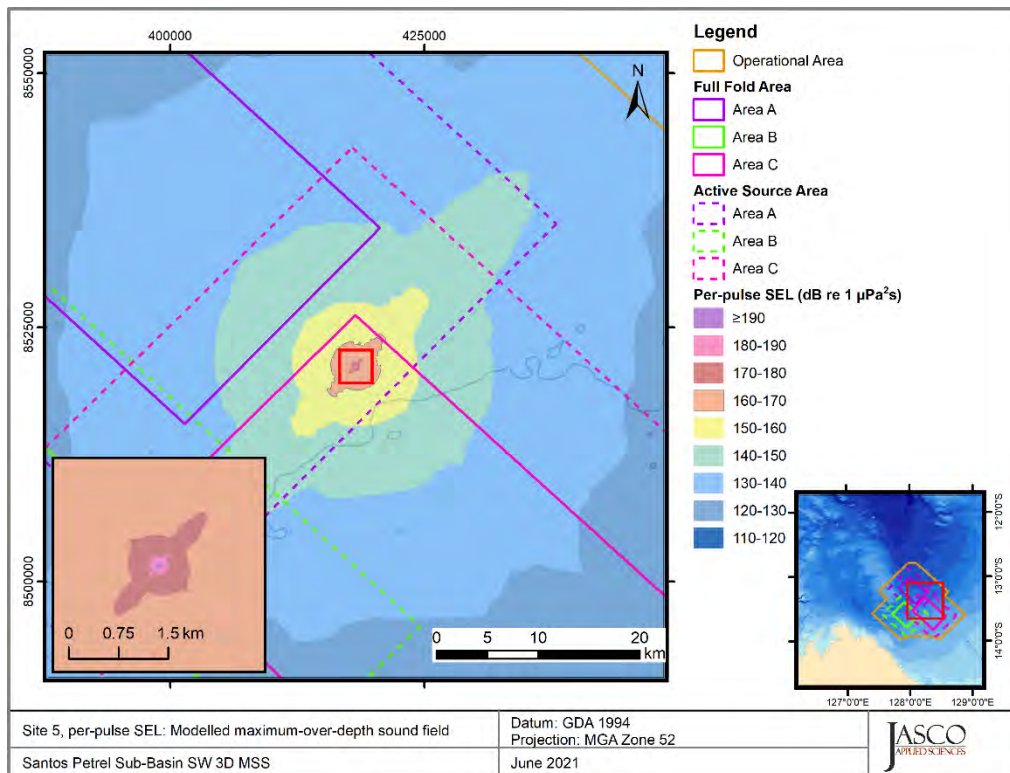 400000
425000
8550000
8525000
8500000
N
0 0.75 1.5 km
0 5 10 20
km
Legend
Operational Area
Full Fold Area
Area A
Area B
Area C
Active Source Area
Area A
Area B
Area C
Per-pulse SEL (dB re 1 µPa²s)
≥190
180-190
170-180
160-170
150-160
140-150
130-140
120-130
110-120
12°0'0"S
13°0'0"S
14°0'0"S
127°0'0"E 128°0'0"E 129°0'0"E
Site 5, per-pulse SEL: Modelled maximum-over-depth sound field
Santos Petrel Sub-Basin SW 3D MSS
Datum: GDA 1994
Projection: MGA Zone 52
June 2021
JASCO
APPLIED SCIENCES